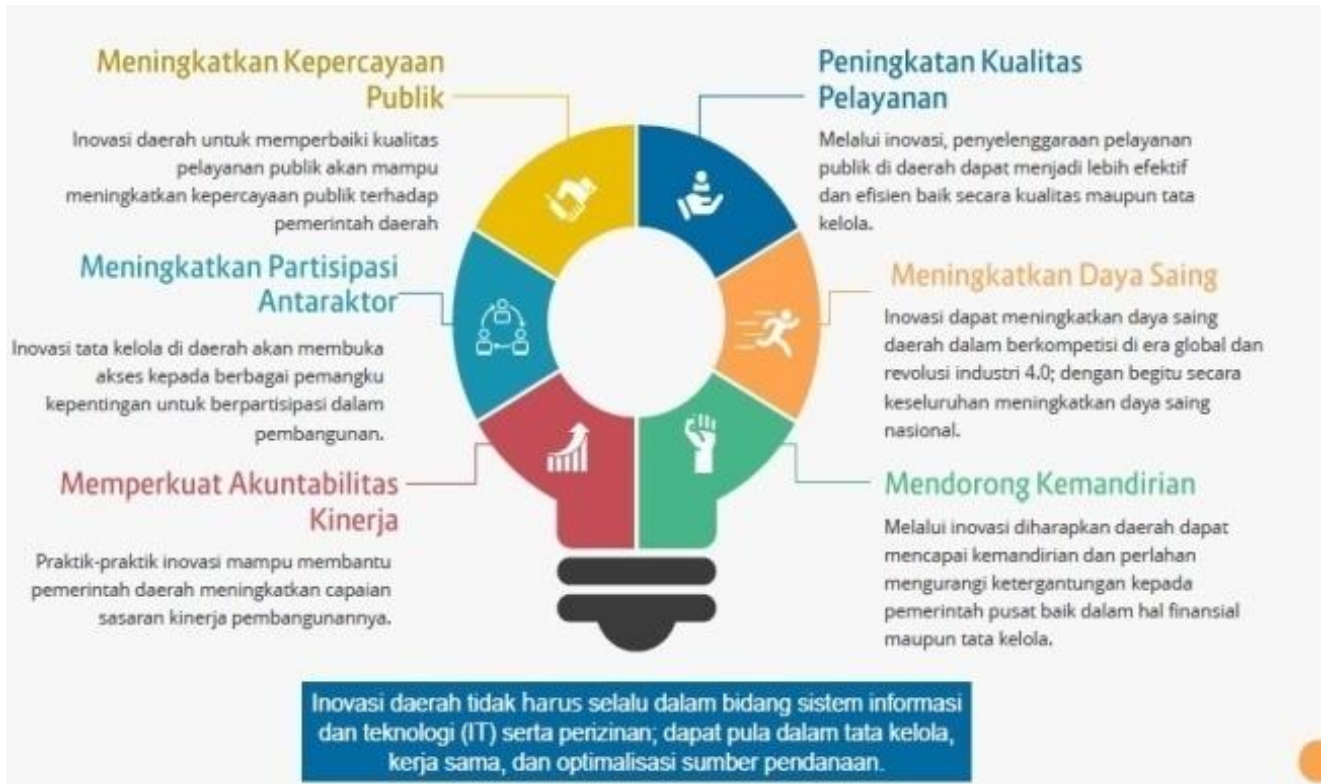 Meningkatkan Kepercayaan
Publik
Inovasi daerah untuk memperbaiki kualitas
pelayanan publik akan mampu
meningkatkan kepercayaan publik terhadap
pemerintah daerah
Meningkatkan Partisipasi
Antaraktor
Inovasi tata kelola di daerah akan membuka
akses kepada berbagai pemangku
kepentingan untuk berpartisipasi dalam
pembangunan.
Memperkuat Akuntabilitas
Kinerja
Praktik-praktik inovasi mampu membantu
pemerintah daerah meningkatkan capaian
sasaran kinerja pembangunannya.
Peningkatan Kualitas
Pelayanan
Melalui inovasi, penyelenggaraan pelayanan
publik di daerah dapat menjadi lebih efektif
dan efisien baik secara kualitas maupun tata
kelola.
Meningkatkan Daya Saing
Inovasi dapat meningkatkan daya saing
daerah dalam berkompetisi di era global dan
revolusi industri 4.0; dengan begitu secara
keseluruhan meningkatkan daya saing
nasional.
Mendorong Kemandirian
Melalui inovasi diharapkan daerah dapat
mencapai kemandirian dan perlahan
mengurangi ketergantungan kepada
pemerintah pusat baik dalam hal finansial
maupun tata kelola.
Inovasi daerah tidak harus selalu dalam bidang sistem informasi
dan teknologi (IT) serta perizinan; dapat pula dalam tata kelola,
kerja sama, dan optimalisasi sumber pendanaan.